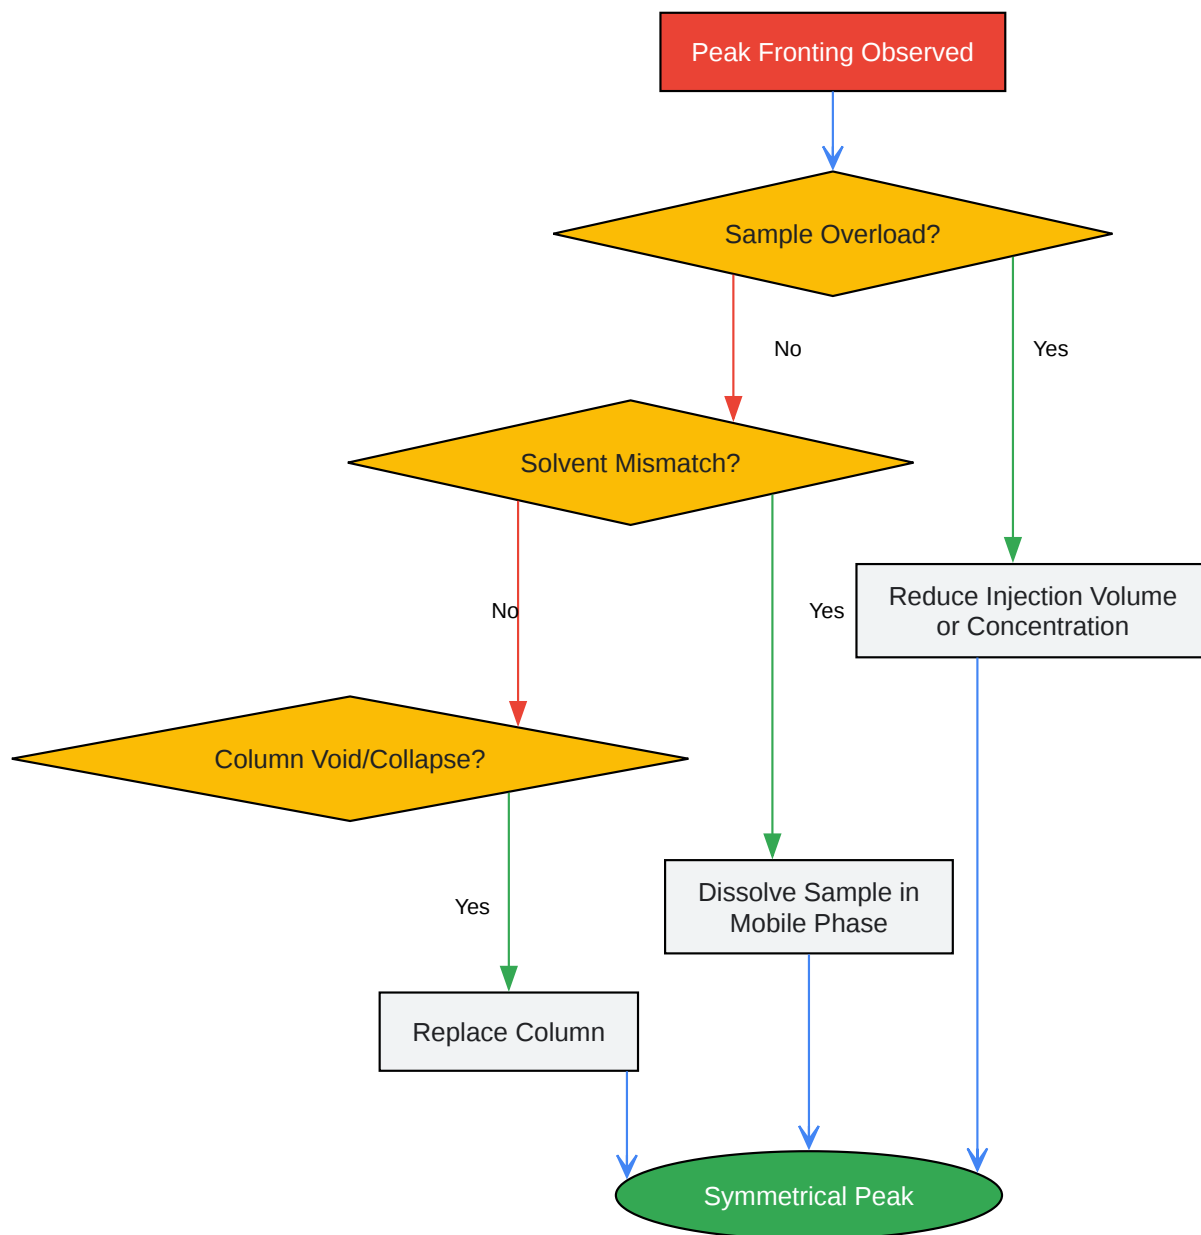 Peak Fronting Observed
Sample Overload?
No
Yes
Solvent Mismatch?
No
Yes
Reduce Injection Volume
or Concentration
Column Void/Collapse?
Yes
Dissolve Sample in
Mobile Phase
Replace Column
Symmetrical Peak